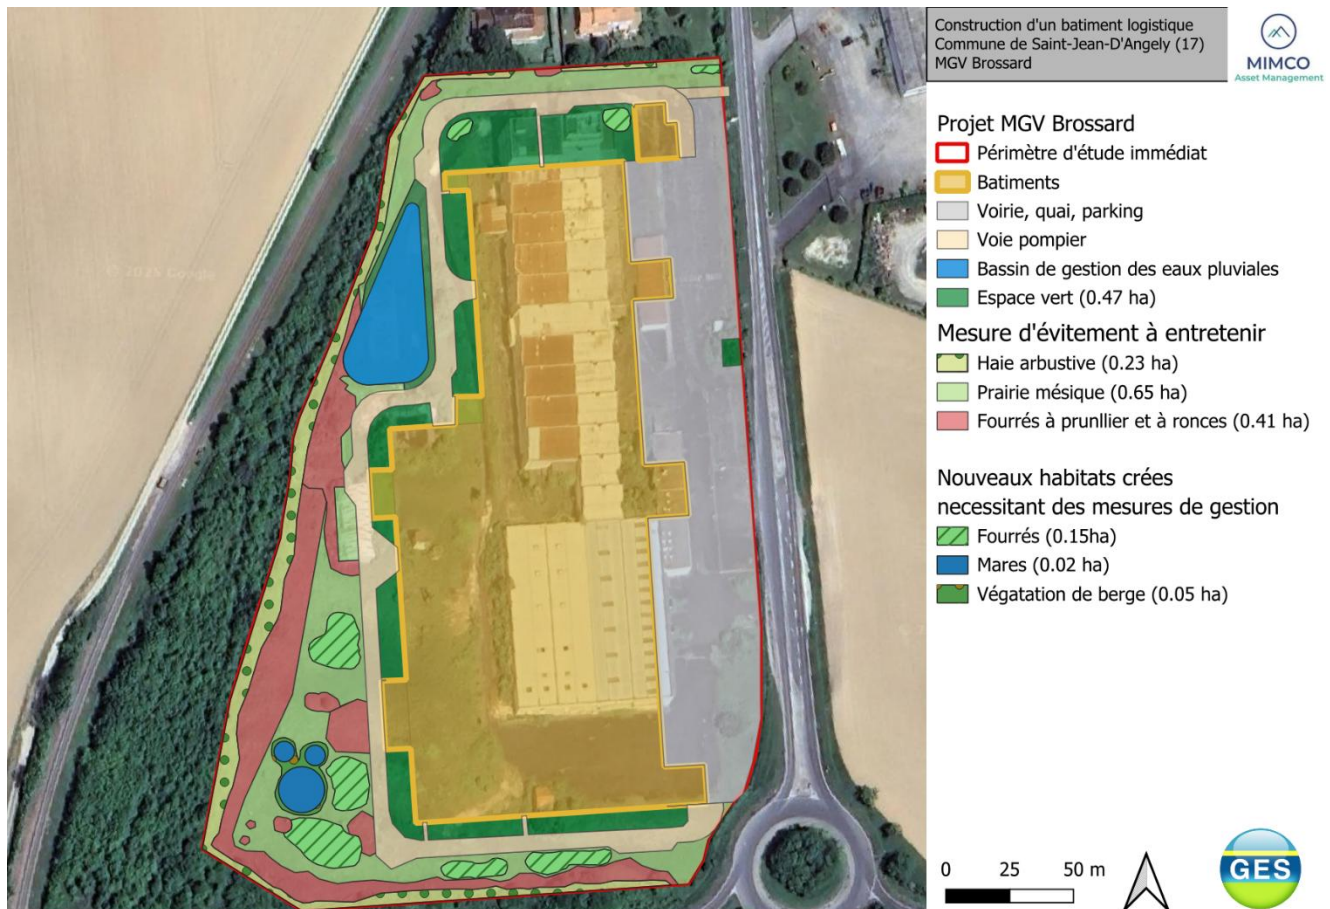 Construction d'un batiment logistique
Commune de Saint-Jean-D'Angely (17)
MGV Brossard
MIMCO
Asset Management
Projet MGV Brossard
Périmètre d'étude immédiat
Batiments
Voirie, quai, parking
Voie pompier
Bassin de gestion des eaux pluviales
Espace vert (0.47 ha)
Mesure d'évitement à entretenir
Haie arbustive (0.23 ha)
Prairie mésique (0.65 ha)
Fourrés à prunllier et à ronces (0.41 ha)
Nouveaux habitats crées
necessitant des mesures de gestion
Fourrés (0.15ha)
Mares (0.02 ha)
Végatation de berge (0.05 ha)
0 25 50 m
GES
© 2025 Google